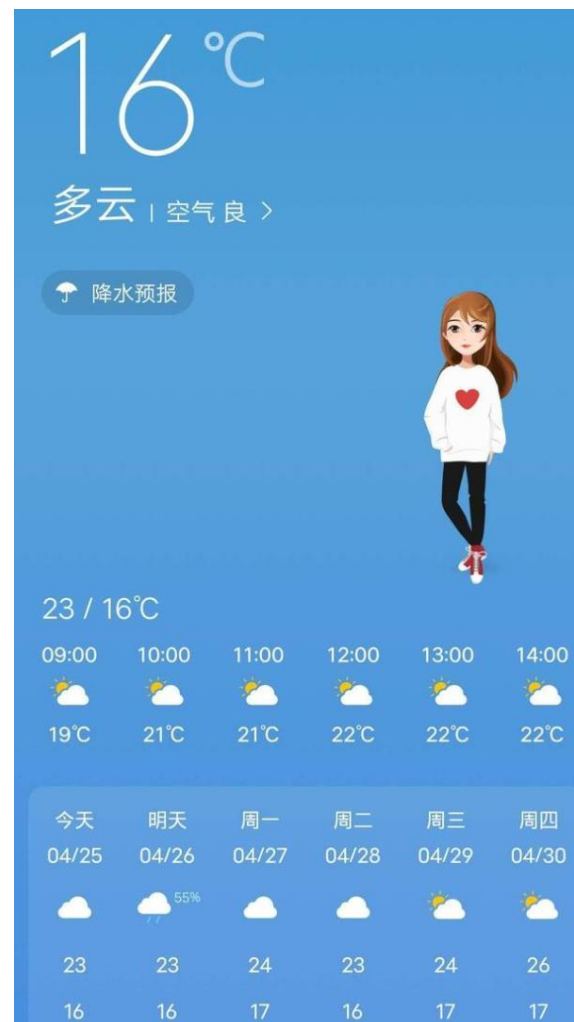 16℃
多云 | 空气 良 >
降水预报
23 / 16℃
09:00 10:00 11:00 12:00 13:00 14:00
19℃ 21℃ 21℃ 22℃ 22℃ 22℃
今天 明天 周一 周二 周三 周四
04/25 04/26 04/27 04/28 04/29 04/30
55%
23 23 24 23 24 26
16 16 17 16 17 17